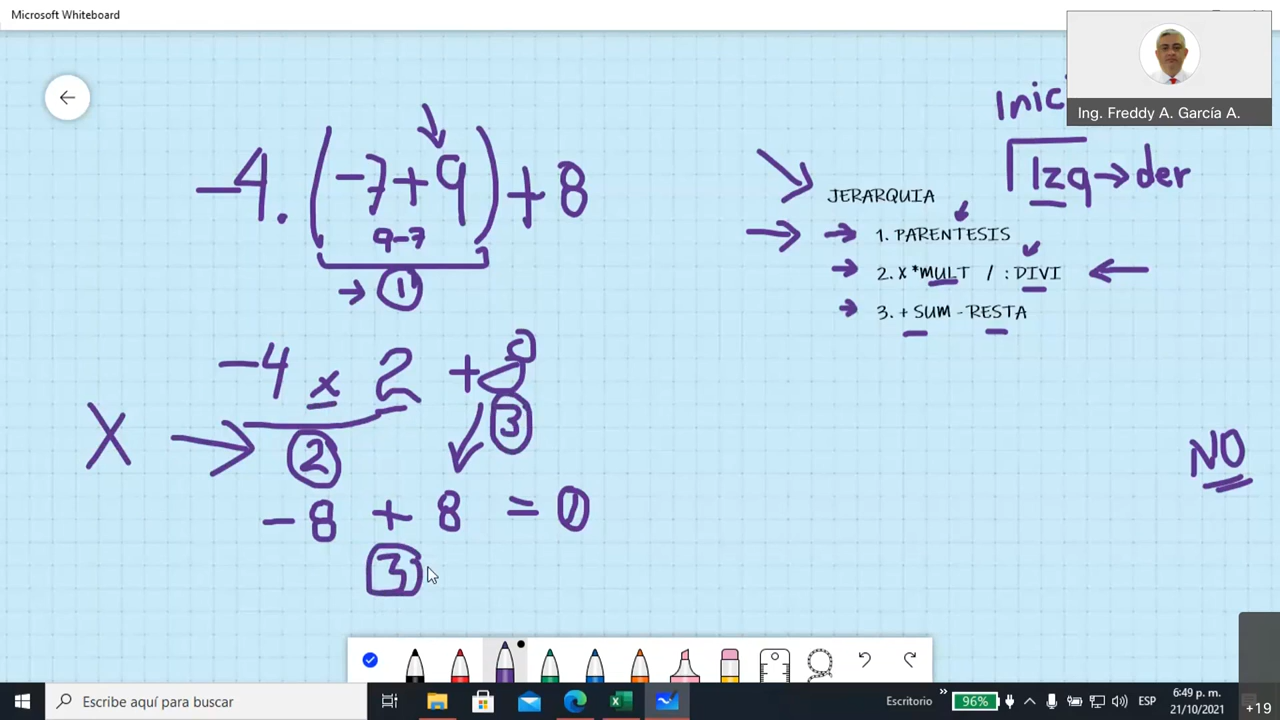 Microsoft Whiteboard
Ing. Freddy A. García A.
Inic
Izq → der
-4. (-7+9)+8
9-7
→ 1
JERARQUIA
→ → 1. PARENTESIS
→ 2. X *MULT / : DIVI ←
→ 3. + SUM - RESTA
-4 x 2 +8
X → 2
3
NO
-8 + 8 = 0
3
Escribe aquí para buscar
Escritorio
96%
ESP
6:49 p. m.
21/10/2021
+19